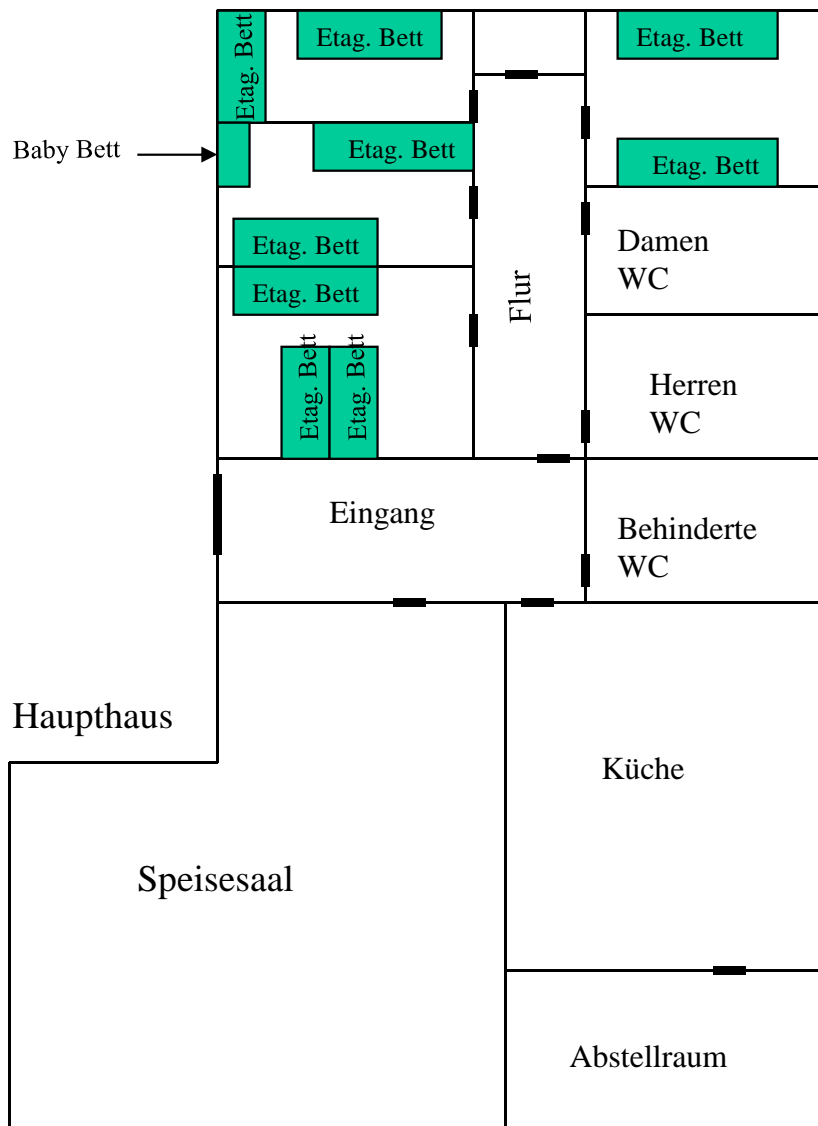 Etag. Bett
Etag. Bett
Etag. Bett
Baby Bett
Etag. Bett
Etag. Bett
Etag. Bett
Etag. Bett
Etag. Bett
Etag. Bett
Flur
Damen
WC
Herren
WC
Eingang
Behinderte
WC
Haupthaus
Küche
Speisesaal
Abstellraum